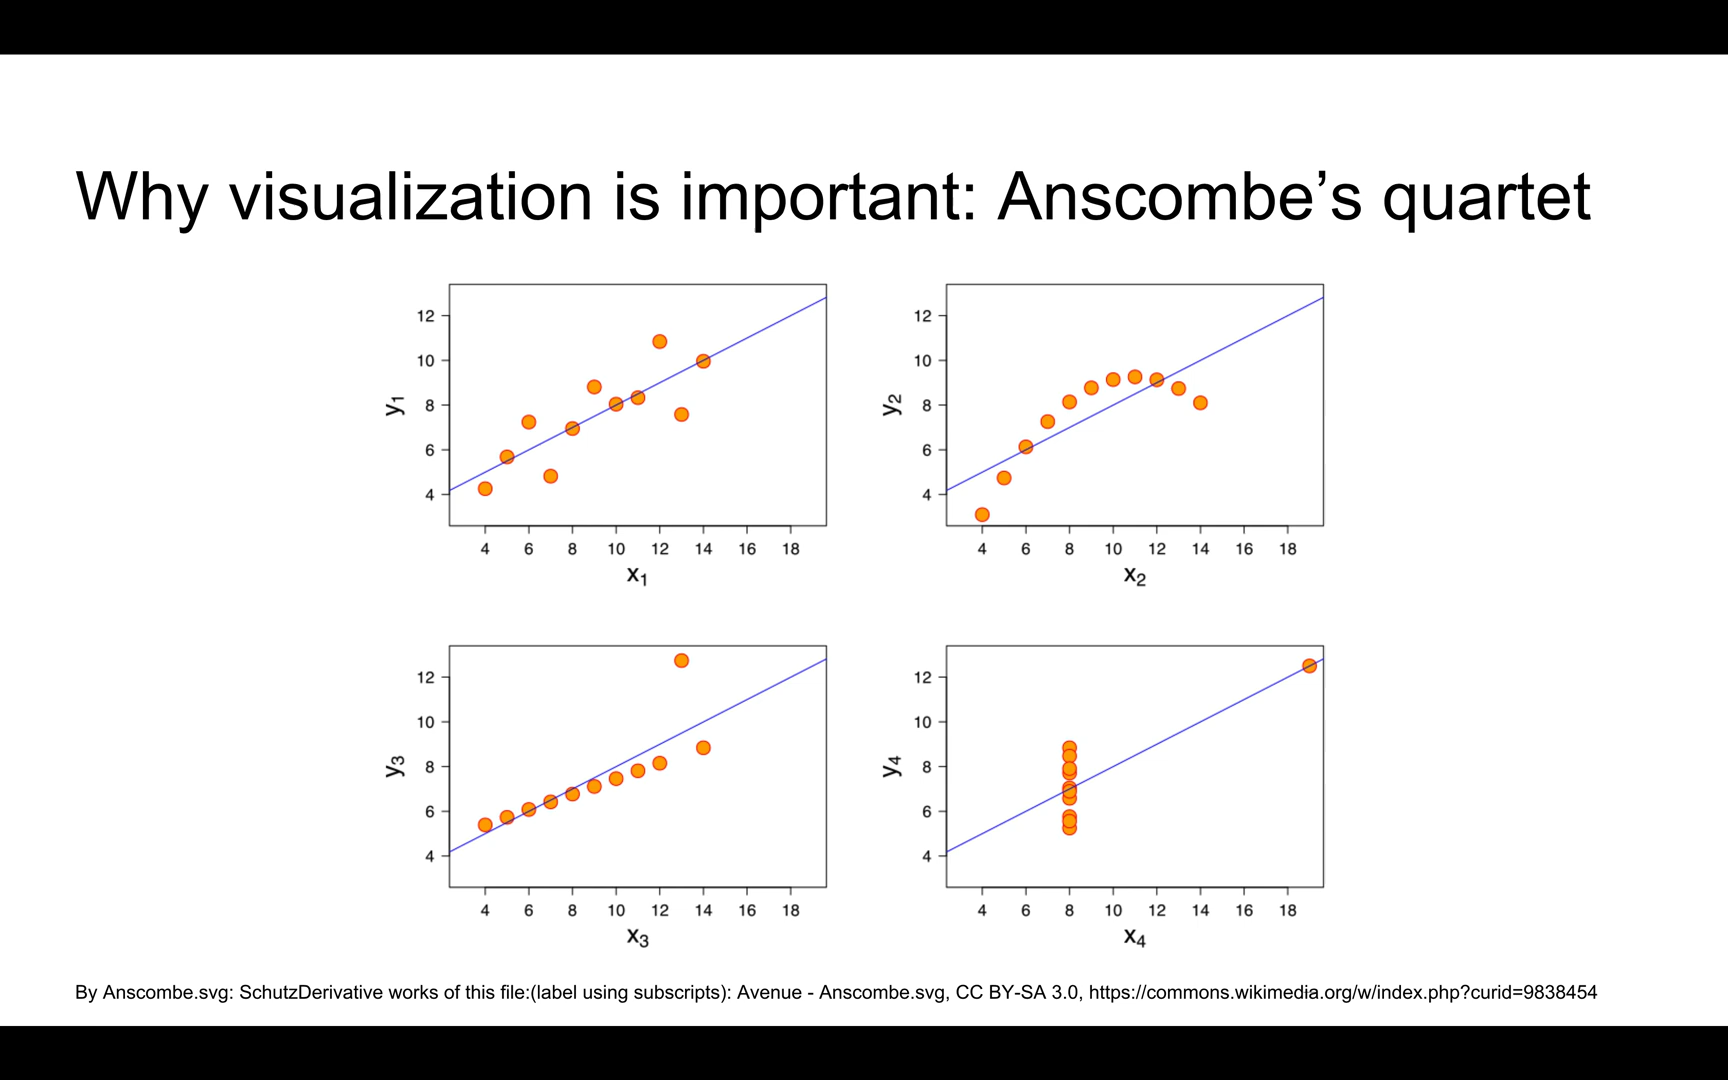 Why visualization is important: Anscombe’s quartet
12
10
8
6
4
y1
4 6 8 10 12 14 16 18
x1
12
10
8
6
4
y2
4 6 8 10 12 14 16 18
x2
12
10
8
6
4
y3
4 6 8 10 12 14 16 18
x3
12
10
8
6
4
y4
4 6 8 10 12 14 16 18
x4
By Anscombe.svg: SchutzDerivative works of this file:(label using subscripts): Avenue - Anscombe.svg, CC BY-SA 3.0, https://commons.wikimedia.org/w/index.php?curid=9838454